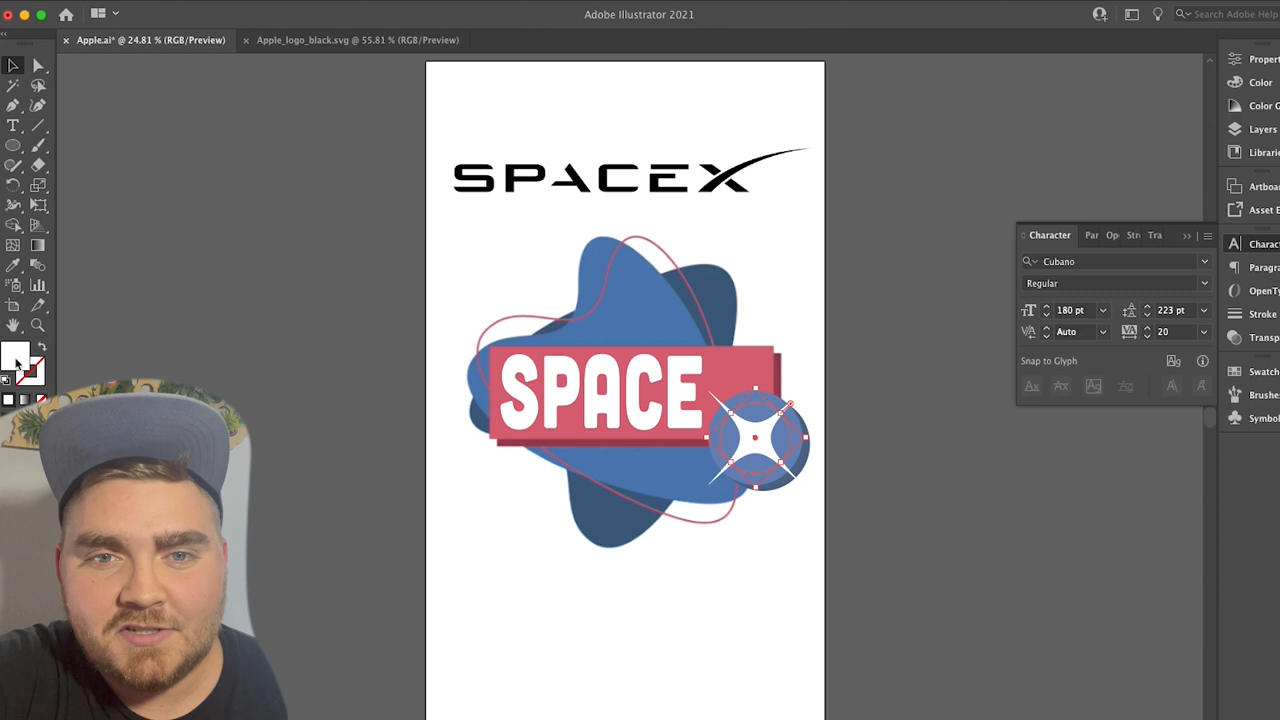 Adobe Illustrator 2021
Search Adobe Help
Apple.ai* @ 24.81 % (RGB/Preview)
Apple_logo_black.svg @ 55.81 % (RGB/Preview)
SPACEX
SPACE
Character
Par
Op
Str
Tra
Cubano
Regular
180 pt
223 pt
Auto
20
Snap to Glyph
Propert
Color
Color G
Layers
Librari
Artboa
Asset E
Charac
Paragra
OpenTy
Stroke
Transp
Swatch
Brushe
Symbol